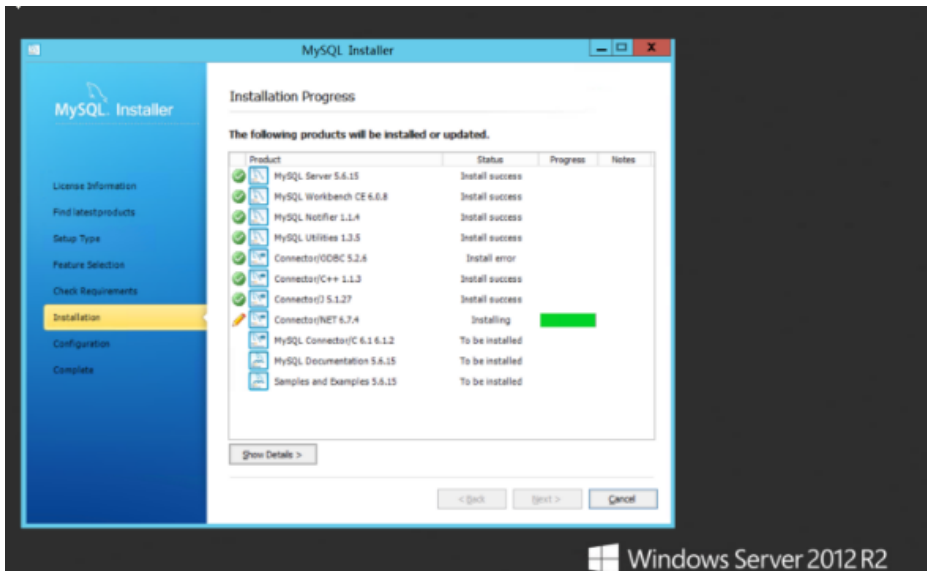 MySQL Installer
MySQL. Installer
Installation Progress
The following products will be installed or updated.
Product Status Progress Notes
MySQL Server 5.6.15 Install success
MySQL Workbench CE 6.0.8 Install success
MySQL Notifier 1.1.4 Install success
MySQL Utilities 1.3.5 Install success
Connector/ODBC 5.2.6 Install error
Connector/C++ 1.1.3 Install success
Connector/J 5.1.27 Install success
Connector/NET 6.7.4 Installing
MySQL Connector/C 6.1 6.1.2 To be installed
MySQL Documentation 5.6.15 To be installed
Samples and Examples 5.6.15 To be installed
License Information
Find latest products
Setup Type
Feature Selection
Check Requirements
Installation
Configuration
Complete
Show Details >
< Back Next > Cancel
Windows Server 2012 R2